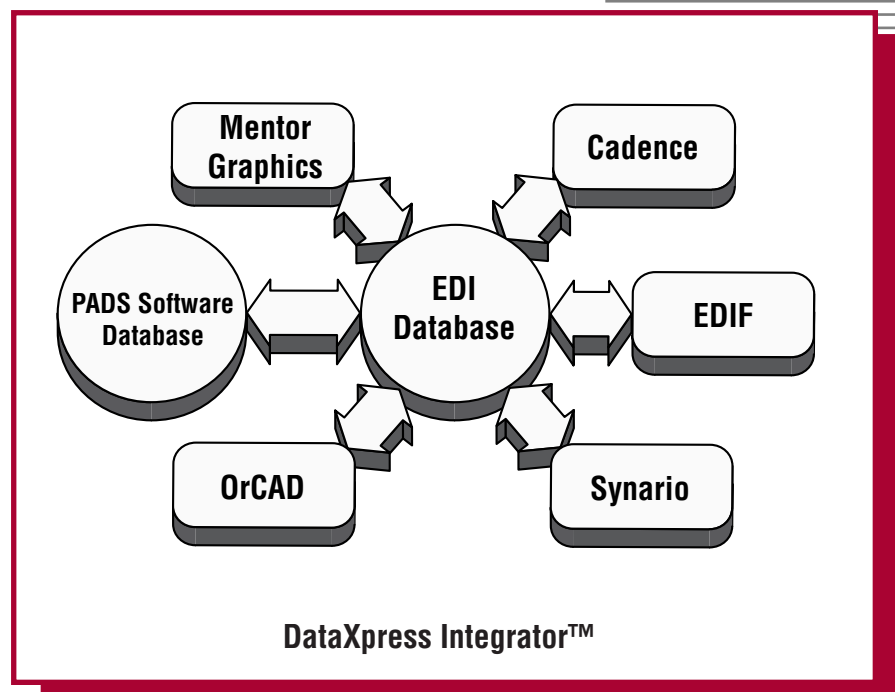 Mentor
Graphics
Cadence
PADS Software
Database
EDI
Database
EDIF
OrCAD
Synario
DataXpress Integrator™